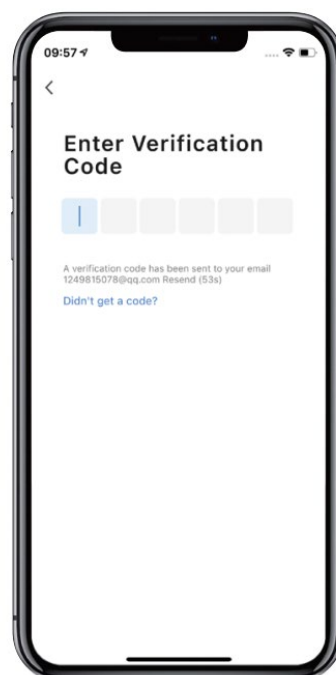 09:57
Enter Verification
Code
A verification code has been sent to your email
1249815078@qq.com Resend (53s)
Didn't get a code?